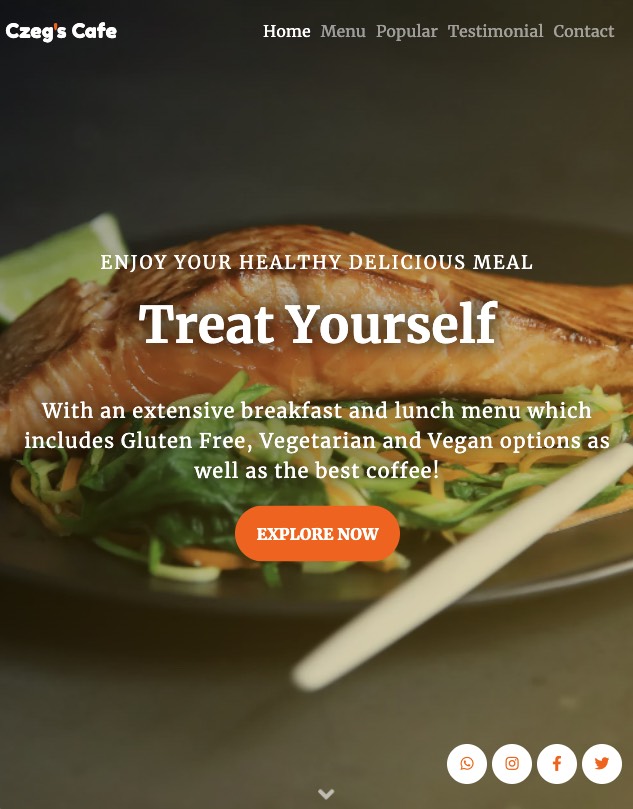 Czeg's Cafe
Home Menu Popular Testimonial Contact
ENJOY YOUR HEALTHY DELICIOUS MEAL
Treat Yourself
With an extensive breakfast and lunch menu which
includes Gluten Free, Vegetarian and Vegan options as
well as the best coffee!
EXPLORE NOW